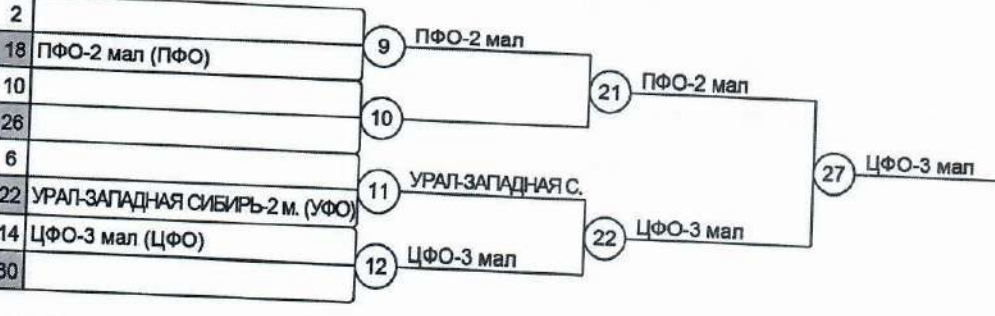 2
18 ПФО-2 мал (ПФО)
9 ПФО-2 мал
10
21 ПФО-2 мал
26
10
6
27 ЦФО-3 мал
11 УРАЛ-ЗАПАДНАЯ С.
22 УРАЛ-ЗАПАДНАЯ СИБИРЬ-2 м. (УФО)
22 ЦФО-3 мал
14 ЦФО-3 мал (ЦФО)
12 ЦФО-3 мал
30